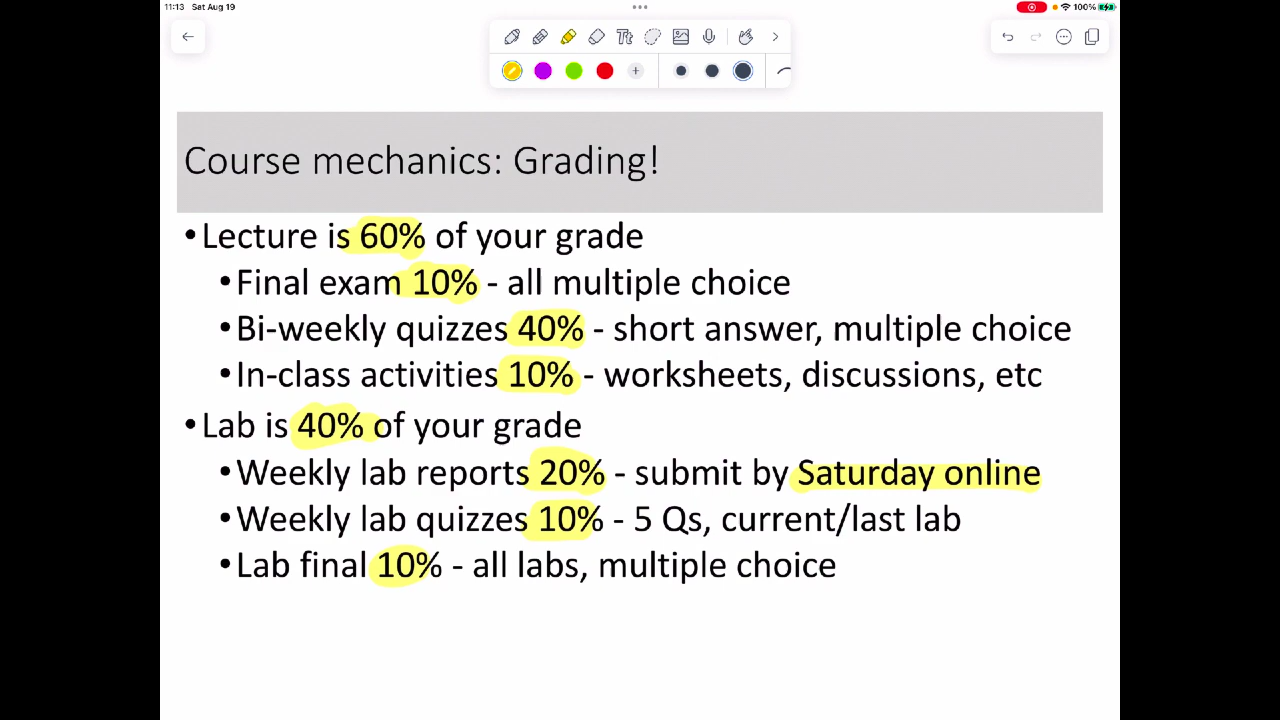 11:13 Sat Aug 19
100%
Course mechanics: Grading!
•Lecture is 60% of your grade
•Final exam 10% - all multiple choice
•Bi-weekly quizzes 40% - short answer, multiple choice
•In-class activities 10% - worksheets, discussions, etc
•Lab is 40% of your grade
•Weekly lab reports 20% - submit by Saturday online
•Weekly lab quizzes 10% - 5 Qs, current/last lab
•Lab final 10% - all labs, multiple choice